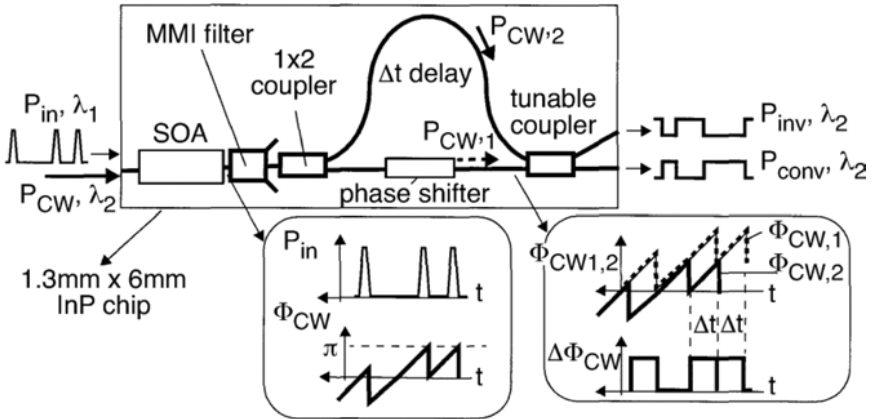 MMI filter
1x2
coupler
P_CW,2
Δt delay
tunable
coupler
P_in, λ_1
SOA
P_CW,1
P_inv, λ_2
P_conv, λ_2
P_CW, λ_2
phase shifter
1.3mm x 6mm
InP chip
P_in
t
Φ_CW
π
t
Φ_CW1,2
Φ_CW,1
Φ_CW,2
t
Δt Δt
ΔΦ_CW
t